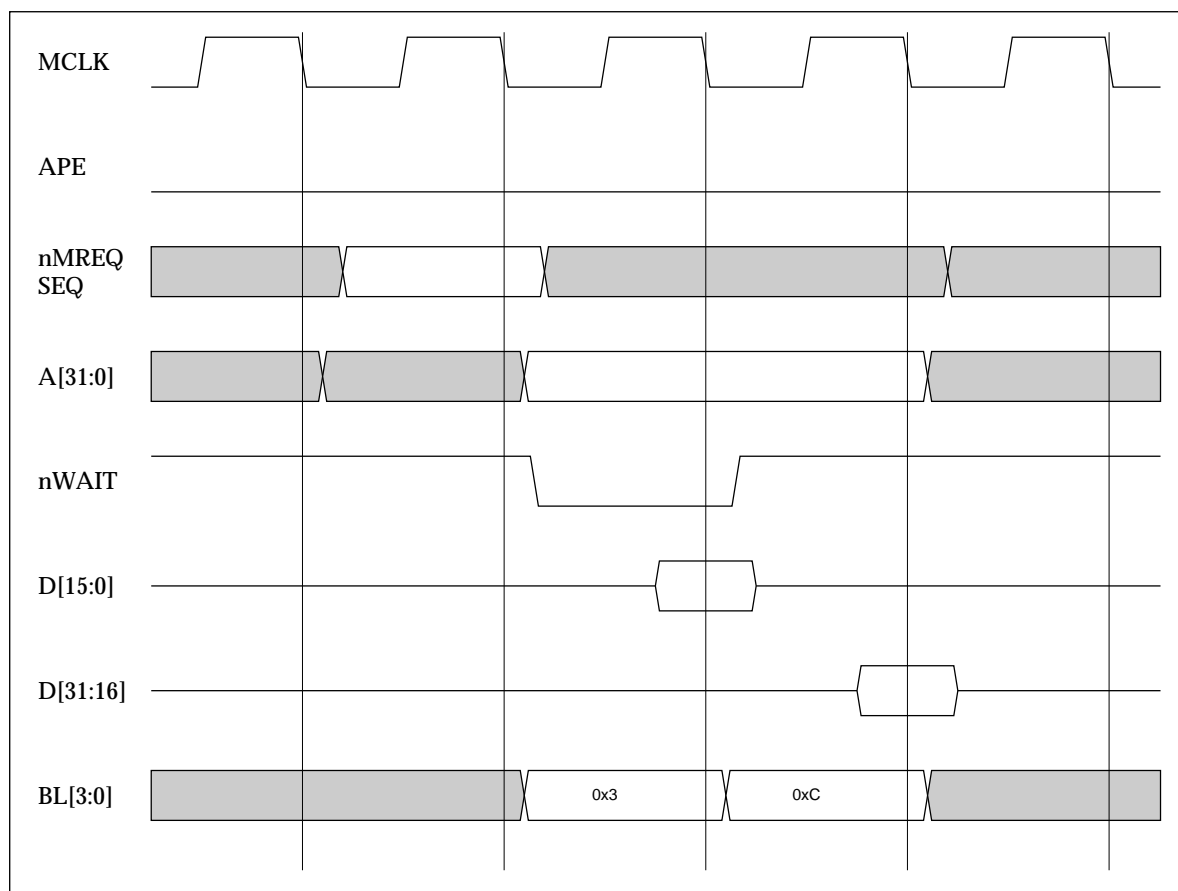 MCLK
APE
nMREQ
SEQ
A[31:0]
nWAIT
D[15:0]
D[31:16]
BL[3:0]
0x3
0xC